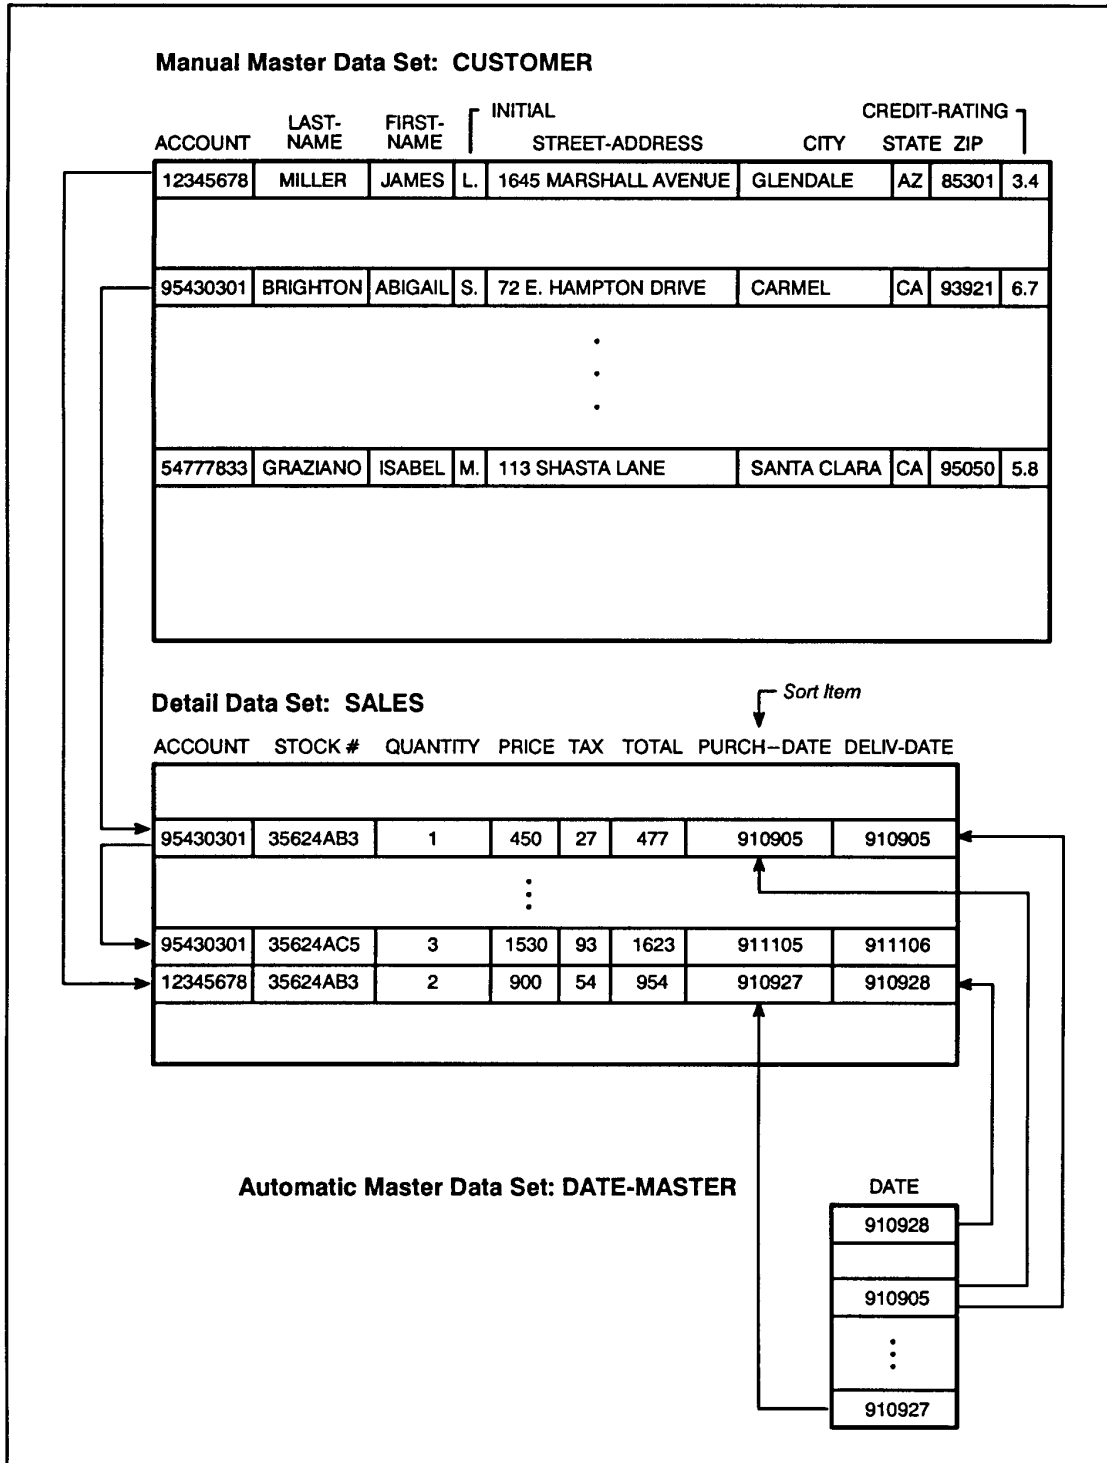 Manual Master Data Set: CUSTOMER
INITIAL CREDIT-RATING
LAST- FIRST-
ACCOUNT NAME NAME STREET-ADDRESS CITY STATE ZIP
12345678 MILLER JAMES L. 1645 MARSHALL AVENUE GLENDALE AZ 85301 3.4
95430301 BRIGHTON ABIGAIL S. 72 E. HAMPTON DRIVE CARMEL CA 93921 6.7
54777833 GRAZIANO ISABEL M. 113 SHASTA LANE SANTA CLARA CA 95050 5.8
Sort Item
Detail Data Set: SALES
ACCOUNT STOCK # QUANTITY PRICE TAX TOTAL PURCH–DATE DELIV-DATE
95430301 35624AB3 1 450 27 477 910905 910905
95430301 35624AC5 3 1530 93 1623 911105 911106
12345678 35624AB3 2 900 54 954 910927 910928
Automatic Master Data Set: DATE-MASTER DATE
910928
910905
910927